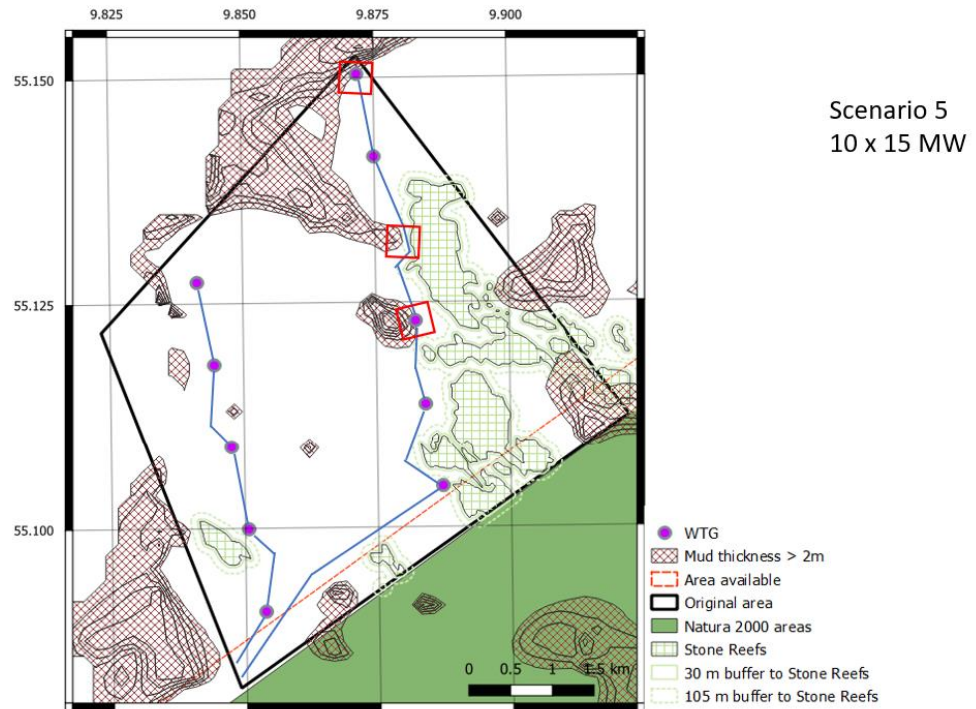 9.825 9.850 9.875 9.900
55.150
55.125
55.100
Scenario 5
10 x 15 MW
WTG
Mud thickness > 2m
Area available
Original area
Natura 2000 areas
Stone Reefs
30 m buffer to Stone Reefs
105 m buffer to Stone Reefs
0 0.5 1 1.5 km